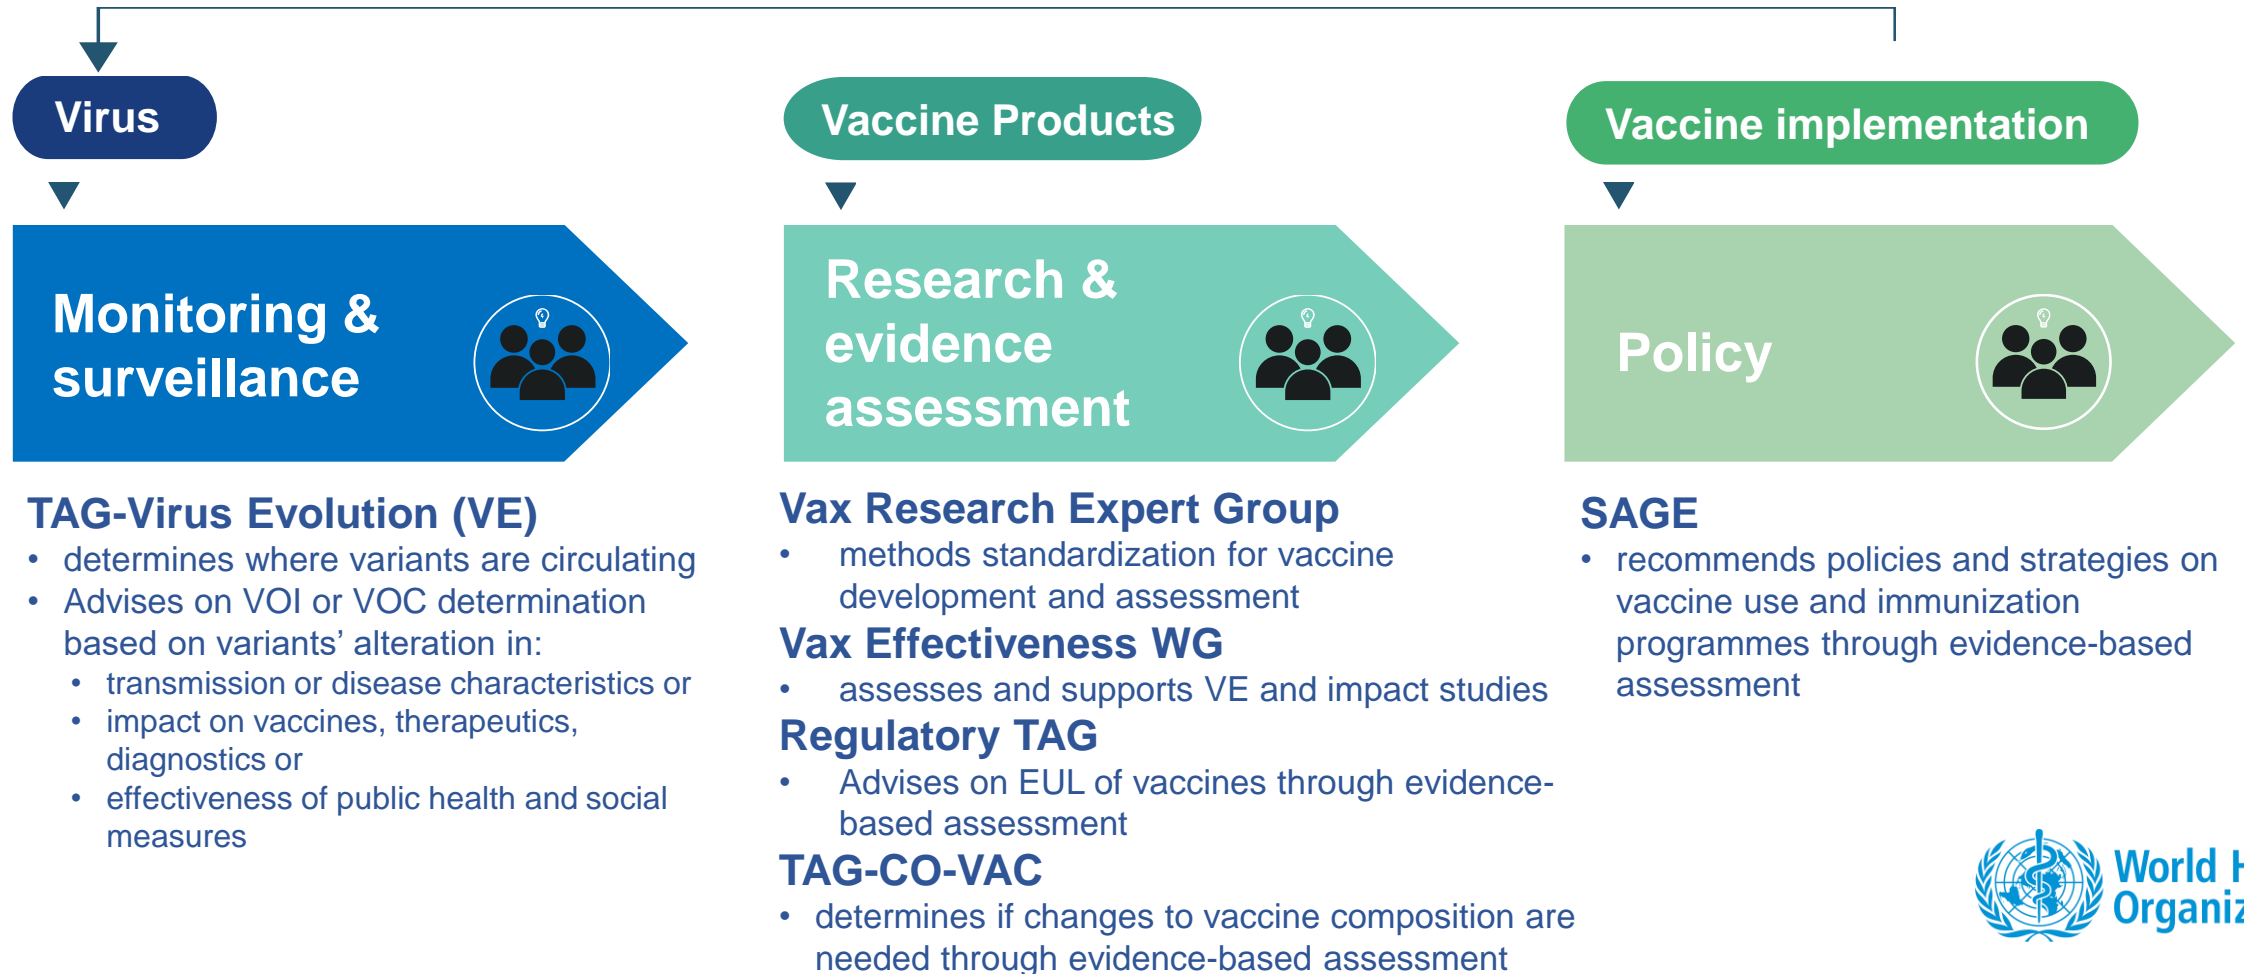 Virus
Monitoring &
surveillance
TAG-Virus Evolution (VE)
• determines where variants are circulating
• Advises on VOI or VOC determination
based on variants’ alteration in:
• transmission or disease characteristics or
• impact on vaccines, therapeutics,
diagnostics or
• effectiveness of public health and social
measures
Vaccine Products
Research &
evidence
assessment
Vax Research Expert Group
• methods standardization for vaccine
development and assessment
Vax Effectiveness WG
• assesses and supports VE and impact studies
Regulatory TAG
• Advises on EUL of vaccines through evidence-
based assessment
TAG-CO-VAC
• determines if changes to vaccine composition are
needed through evidence-based assessment
Vaccine implementation
Policy
SAGE
• recommends policies and strategies on
vaccine use and immunization
programmes through evidence-based
assessment
World